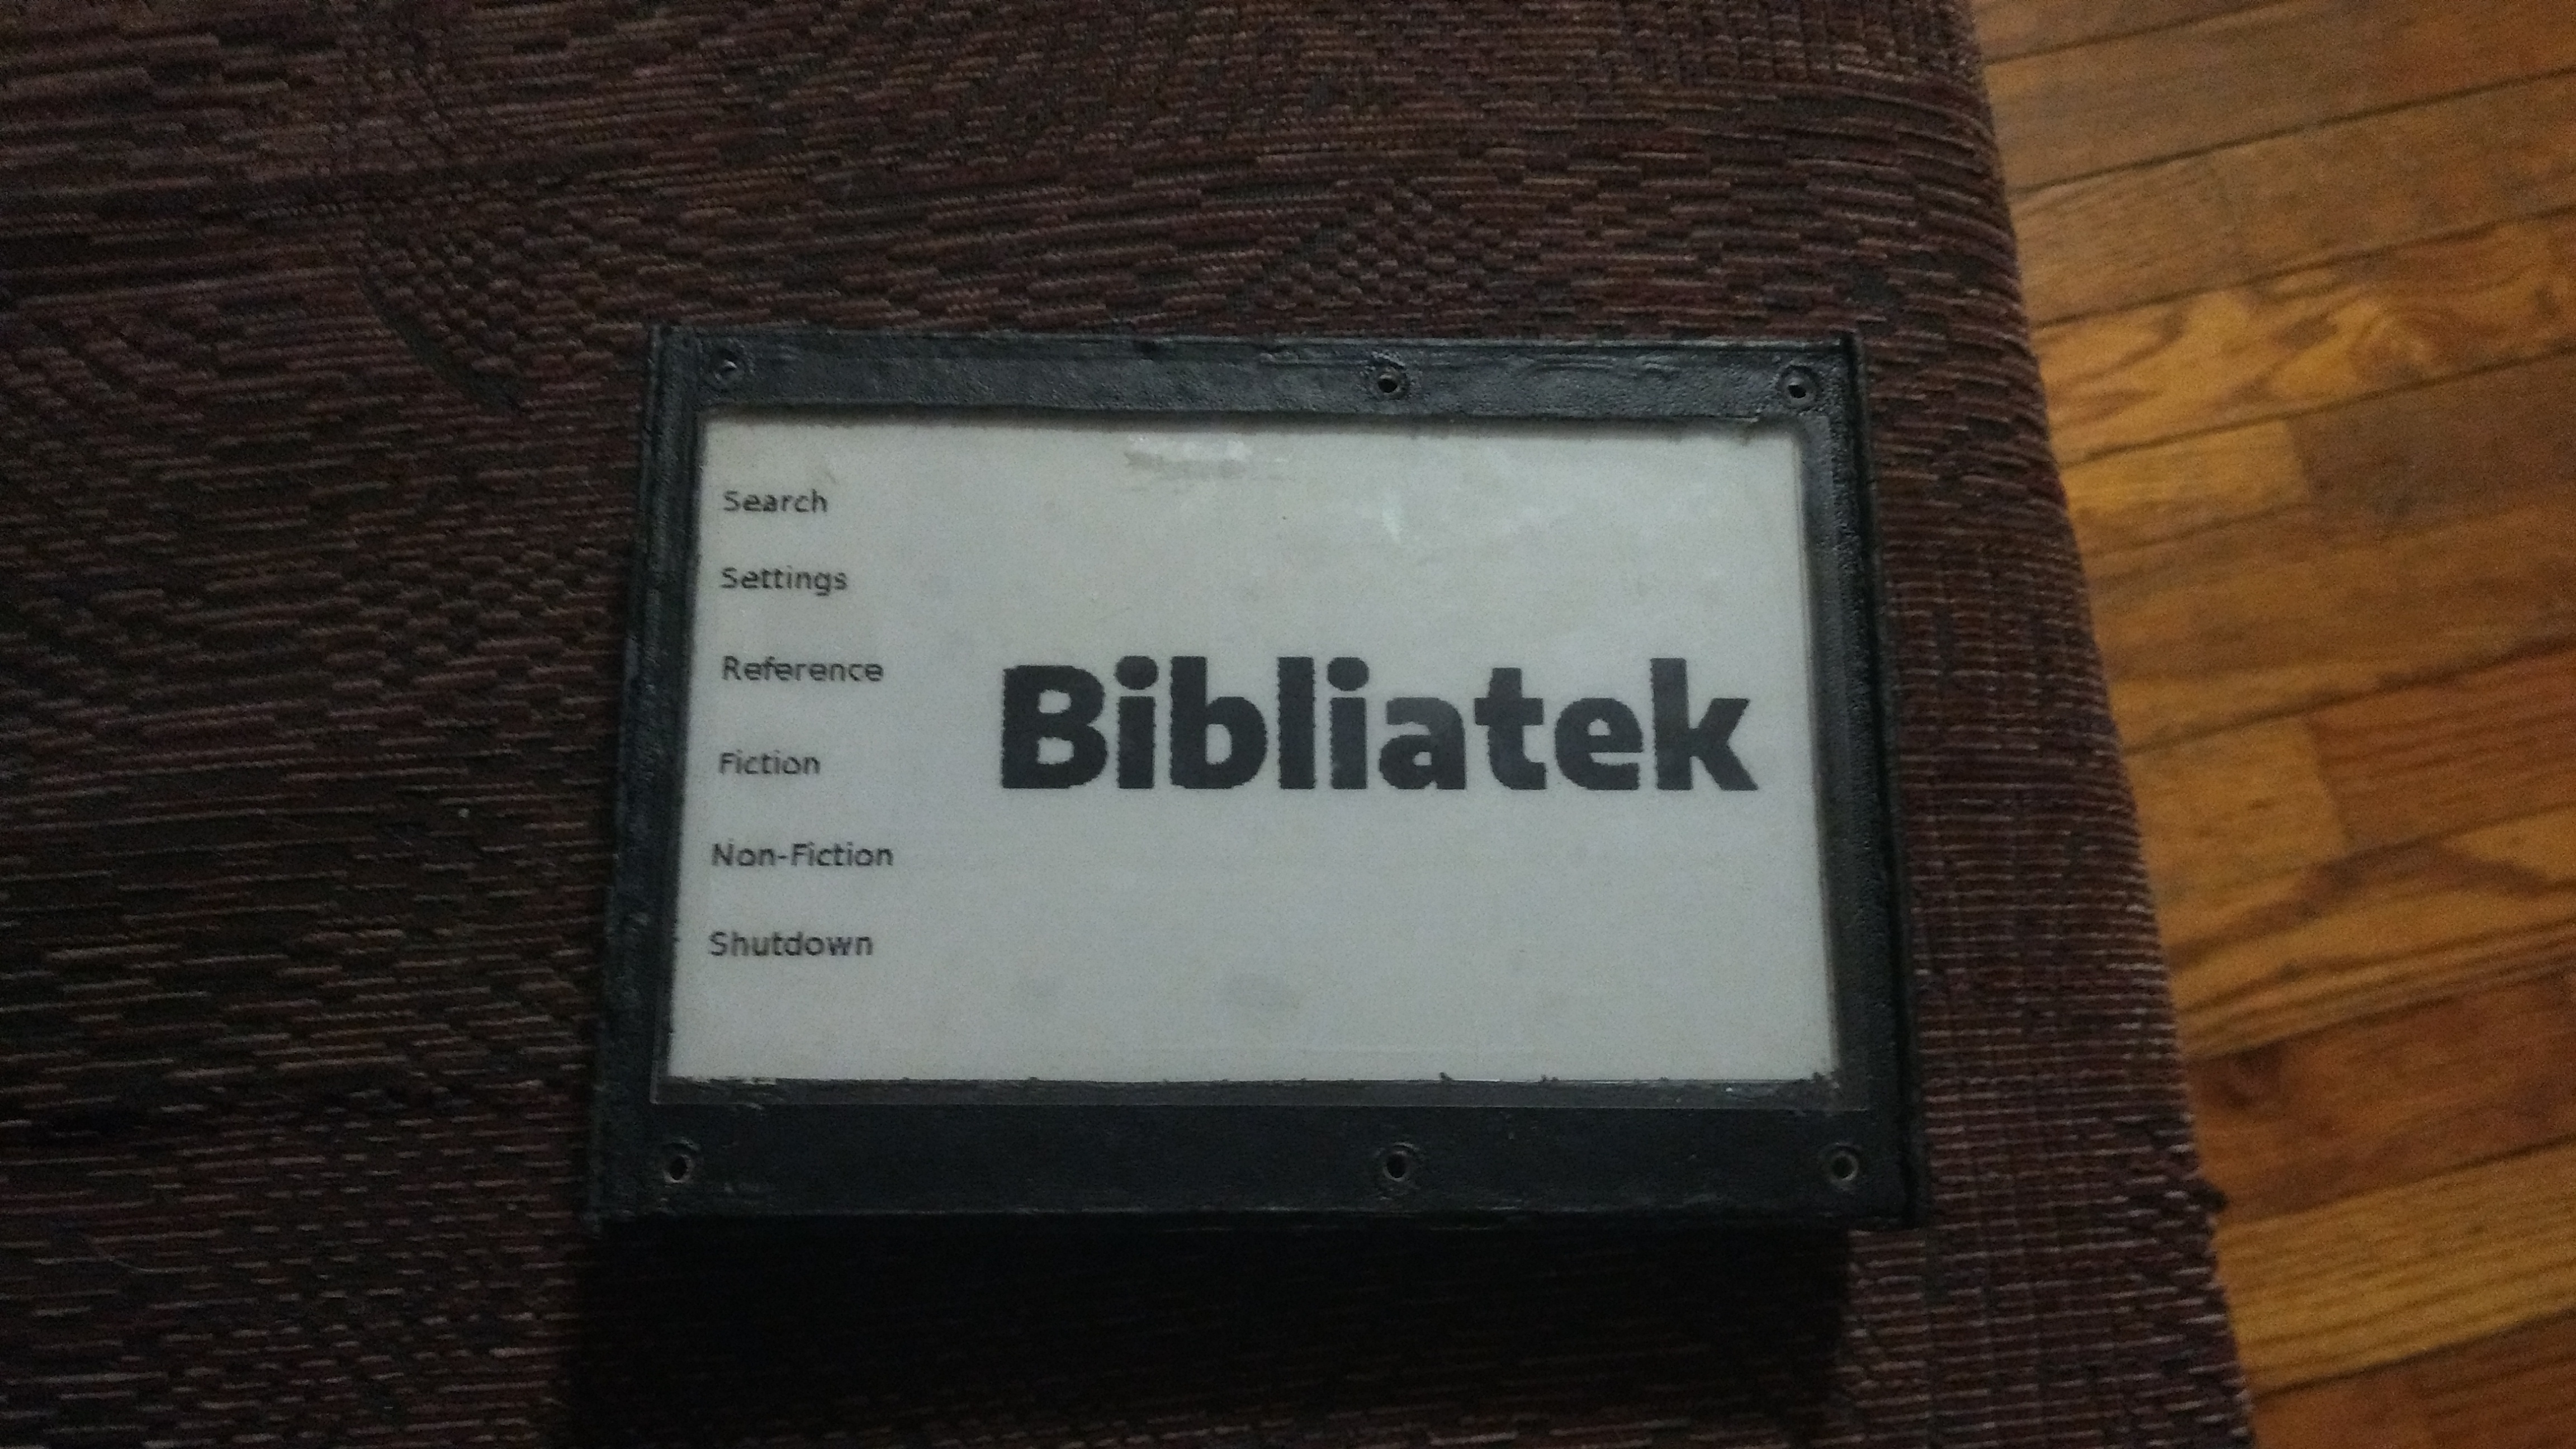 Search
Settings
Reference
Fiction
Non-Fiction
Shutdown
Bibliatek